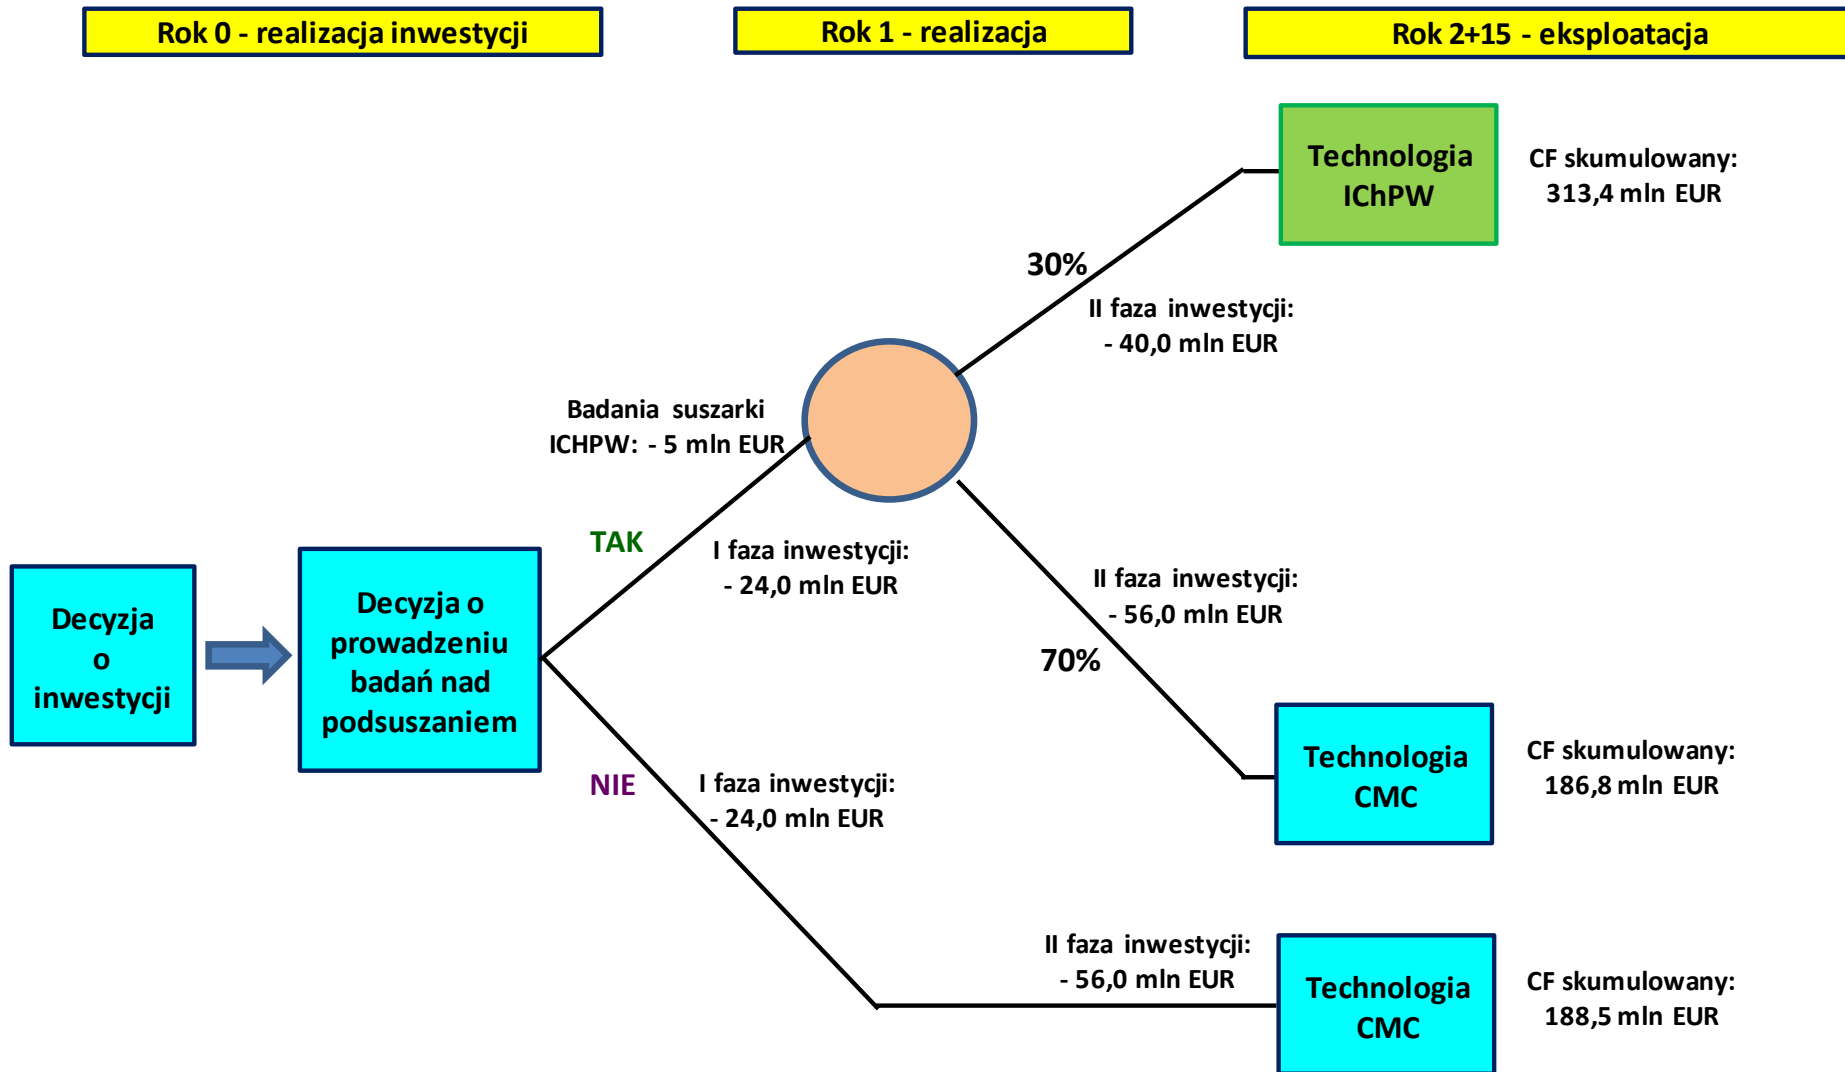 Rok 0 - realizacja inwestycji
Rok 1 - realizacja
Rok 2+15 - eksploatacja
Technologia
IChPW
CF skumulowany:
313,4 mln EUR
30%
II faza inwestycji:
- 40,0 mln EUR
Badania suszarki
ICHPW: - 5 mln EUR
TAK
I faza inwestycji:
- 24,0 mln EUR
II faza inwestycji:
- 56,0 mln EUR
70%
Decyzja
o
inwestycji
Decyzja o
prowadzeniu
badań nad
podsuszaniem
Technologia
CMC
CF skumulowany:
186,8 mln EUR
NIE
I faza inwestycji:
- 24,0 mln EUR
II faza inwestycji:
- 56,0 mln EUR
Technologia
CMC
CF skumulowany:
188,5 mln EUR